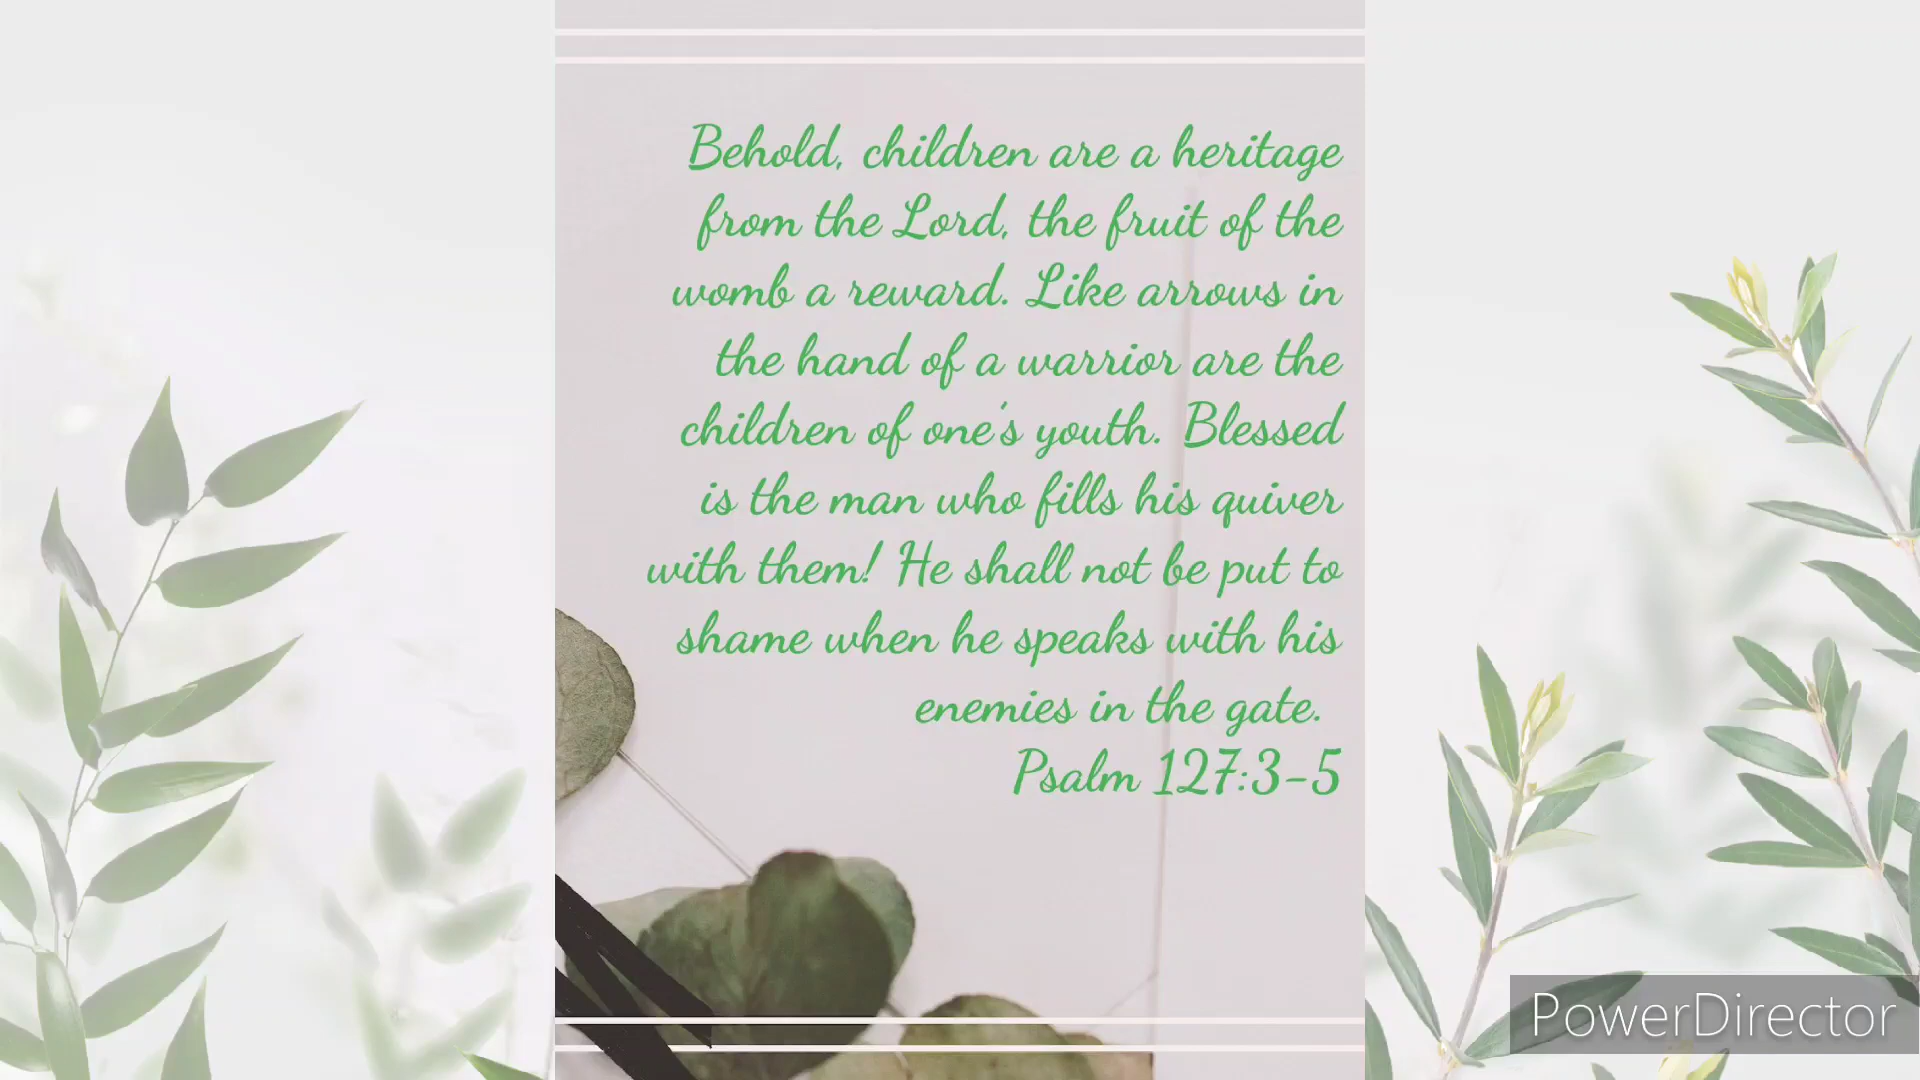 Behold, children are a heritage
from the Lord, the fruit of the
womb a reward. Like arrows in
the hand of a warrior are the
children of one's youth. Blessed
is the man who fills his quiver
with them! He shall not be put to
shame when he speaks with his
enemies in the gate.
Psalm 127:3-5
PowerDirector